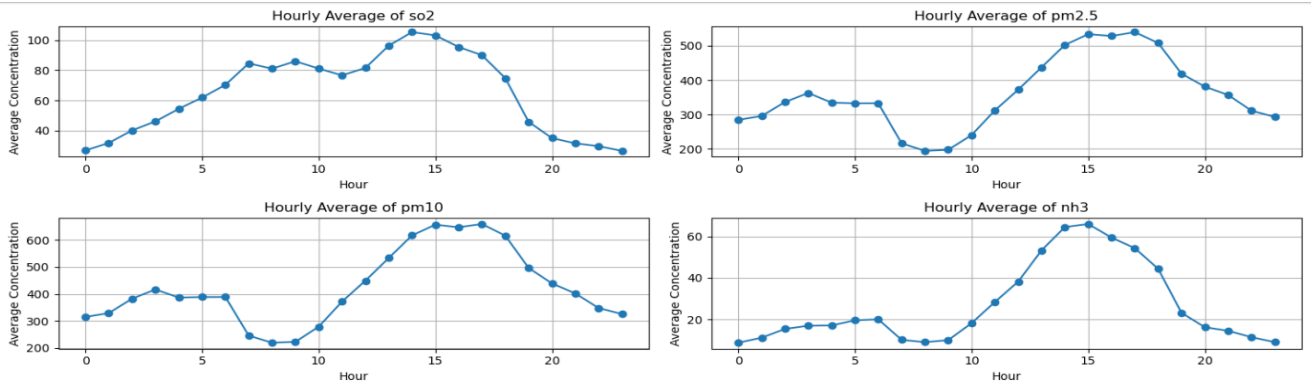 Hourly Average of so2
Average Concentration
100
80
60
40
0 5 10 15 20
Hour
Hourly Average of pm2.5
Average Concentration
500
400
300
200
0 5 10 15 20
Hour
Hourly Average of pm10
Average Concentration
600
500
400
300
200
0 5 10 15 20
Hour
Hourly Average of nh3
Average Concentration
60
40
20
0 5 10 15 20
Hour